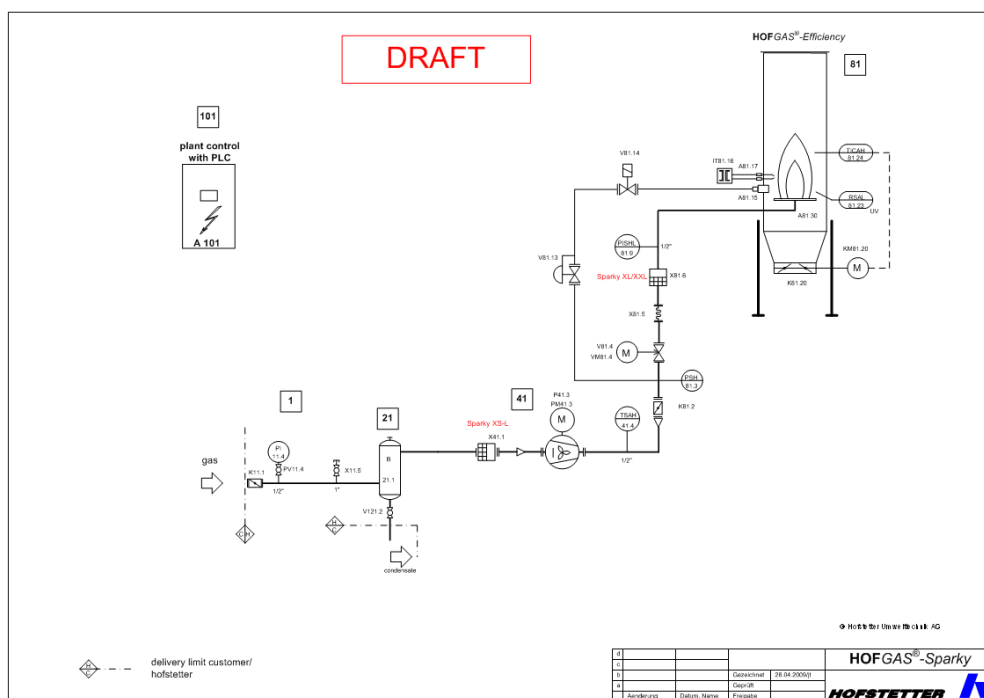 HOFGAS®-Efficiency
DRAFT
81
101
plant control
with PLC
A 101
V81.14
IT81.16
A81.17
TICAH
81.24
A81.15
RSAL
81.23
UV
A81.30
PISHL
81.9
1/2"
KM81.20
M
V81.13
Sparky XL/XXL
X81.6
K81.20
X81.5
V81.4
VM81.4
M
PSH
81.3
1
41
P41.3
PM41.3
K81.2
21
Sparky XS-L
M
TSAH
41.4
X41.1
PI
11.4
B
gas
K11.1
PV11.4
X11.5
21.1
1/2"
1/2"
1"
V121.2
H
C
C H
condensate
© Hofstetter Umwelttechnik AG
H
C
delivery limit customer/
hofstetter
d
c
b
a
HOFGAS®-Sparky
Gezeichnet 28.04.2009/jt
Geprüft
Aenderung Datum, Name Freigabe
HOFSTETTER